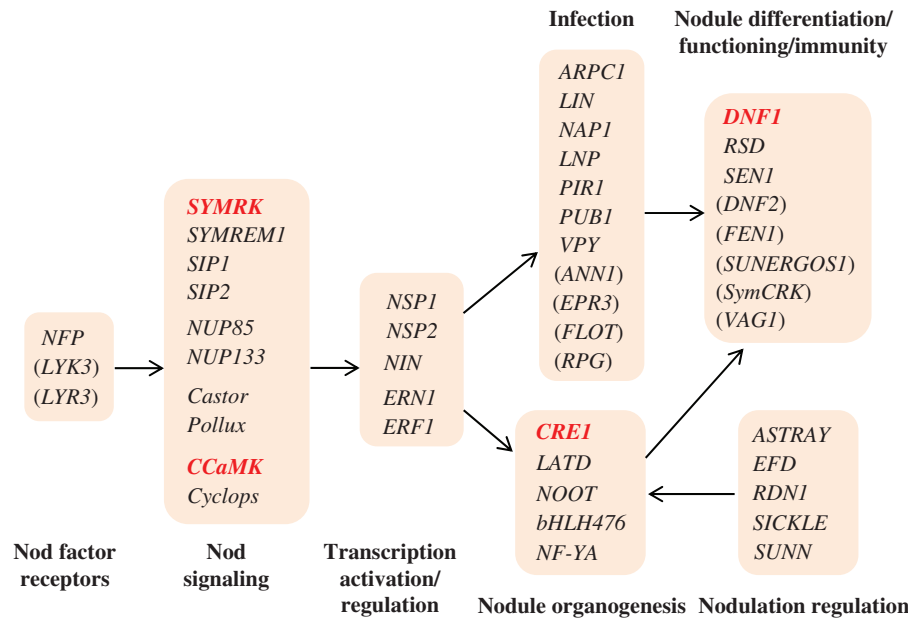 Nod factor
receptors
NFP
(LYK3)
(LYR3)
Nod
signaling
SYMRK
SYMREM1
SIP1
SIP2
NUP85
NUP133
Castor
Pollux
CCaMK
Cyclops
Transcription
activation/
regulation
NSP1
NSP2
NIN
ERN1
ERF1
Infection
ARPC1
LIN
NAP1
LNP
PIR1
PUB1
VPY
(ANN1)
(EPR3)
(FLOT)
(RPG)
Nodule differentiation/
functioning/immunity
DNF1
RSD
SEN1
(DNF2)
(FEN1)
(SUNERGOS1)
(SymCRK)
(VAG1)
CRE1
LATD
NOOT
bHLH476
NF-YA
Nodule organogenesis
ASTRAY
EFD
RDN1
SICKLE
SUNN
Nodulation regulation